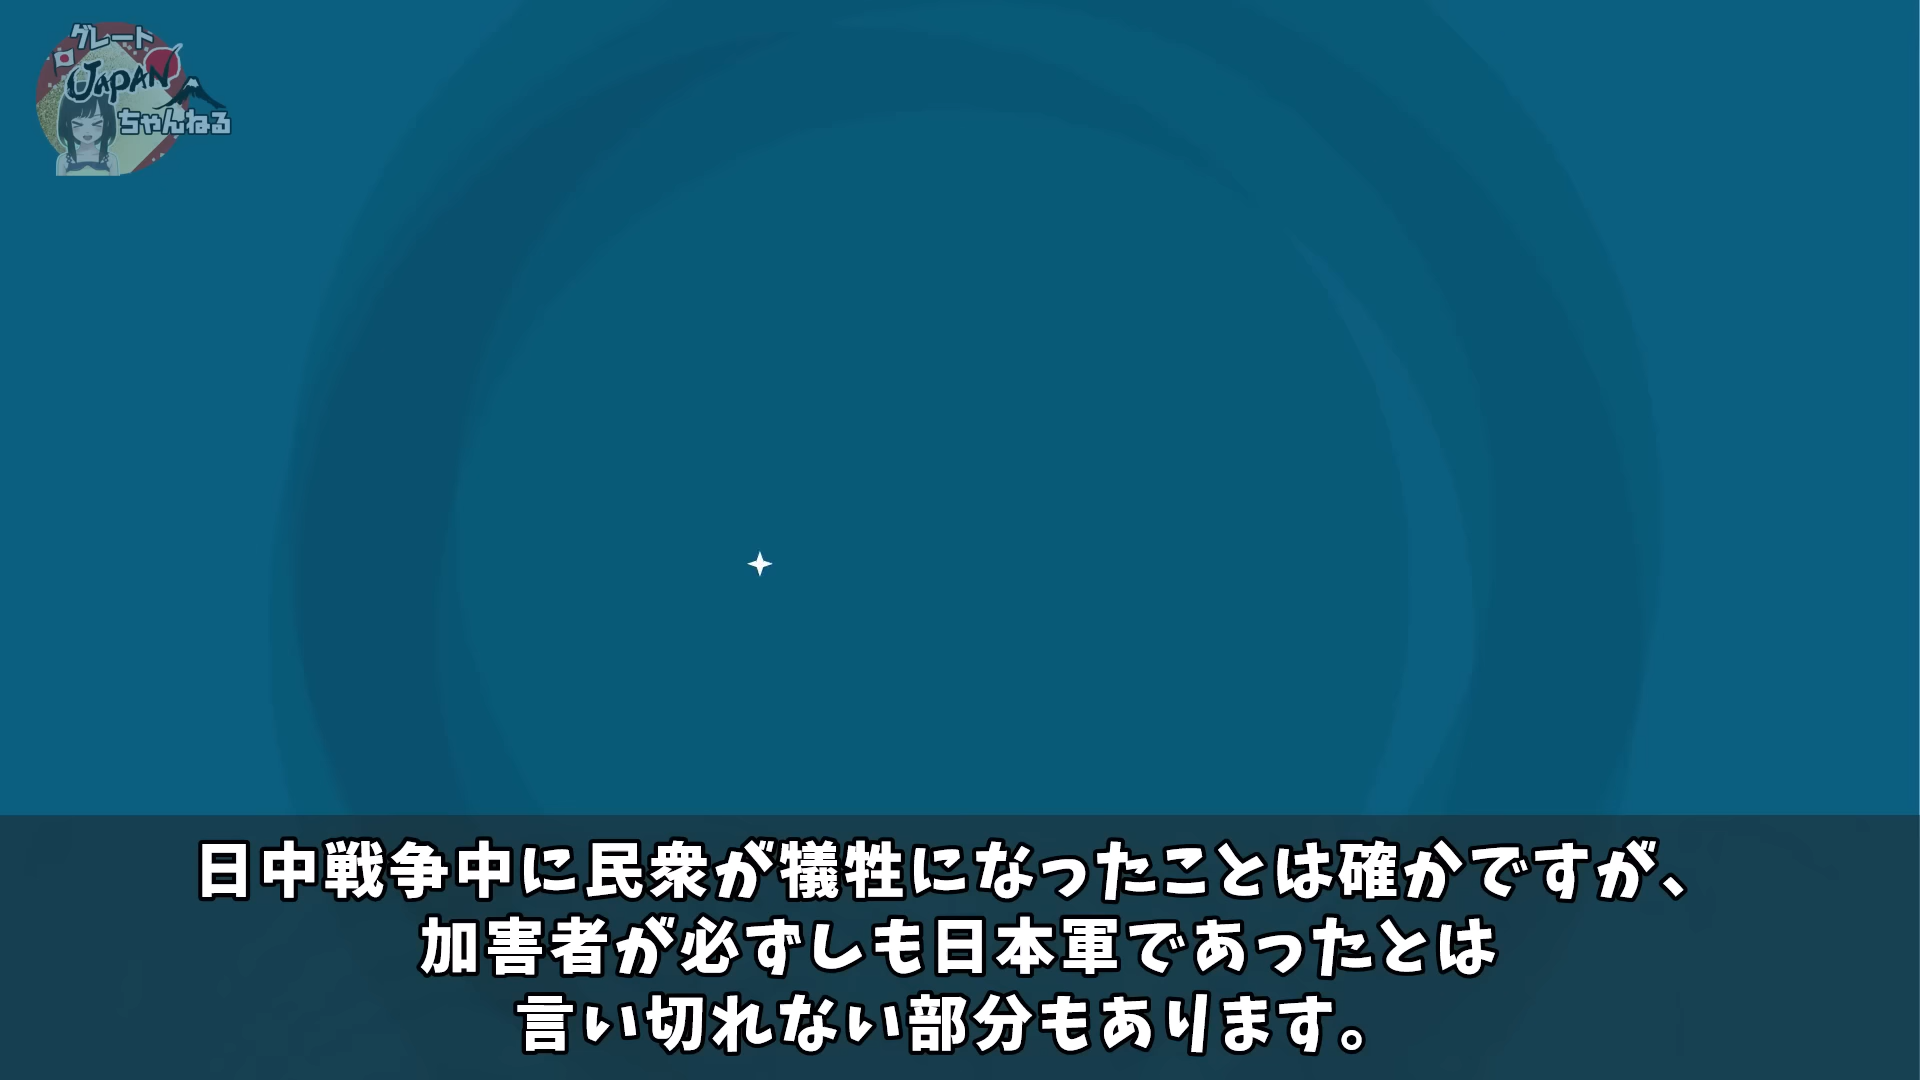 グレート
JAPAN
ちゃんねる
日中戦争中に民衆が犠牲になったことは確かですが、
加害者が必ずしも日本軍であったとは
言い切れない部分もあります。